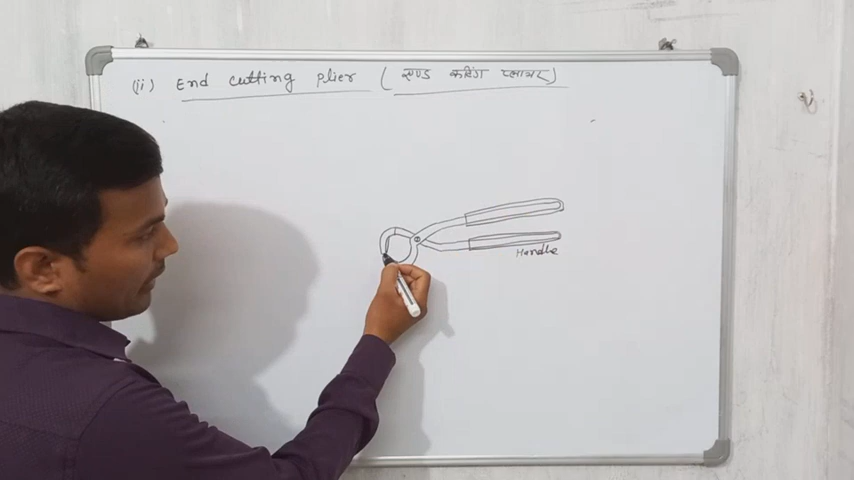 (ii) End cutting plier (एण्ड कटिंग प्लायर)
Handle